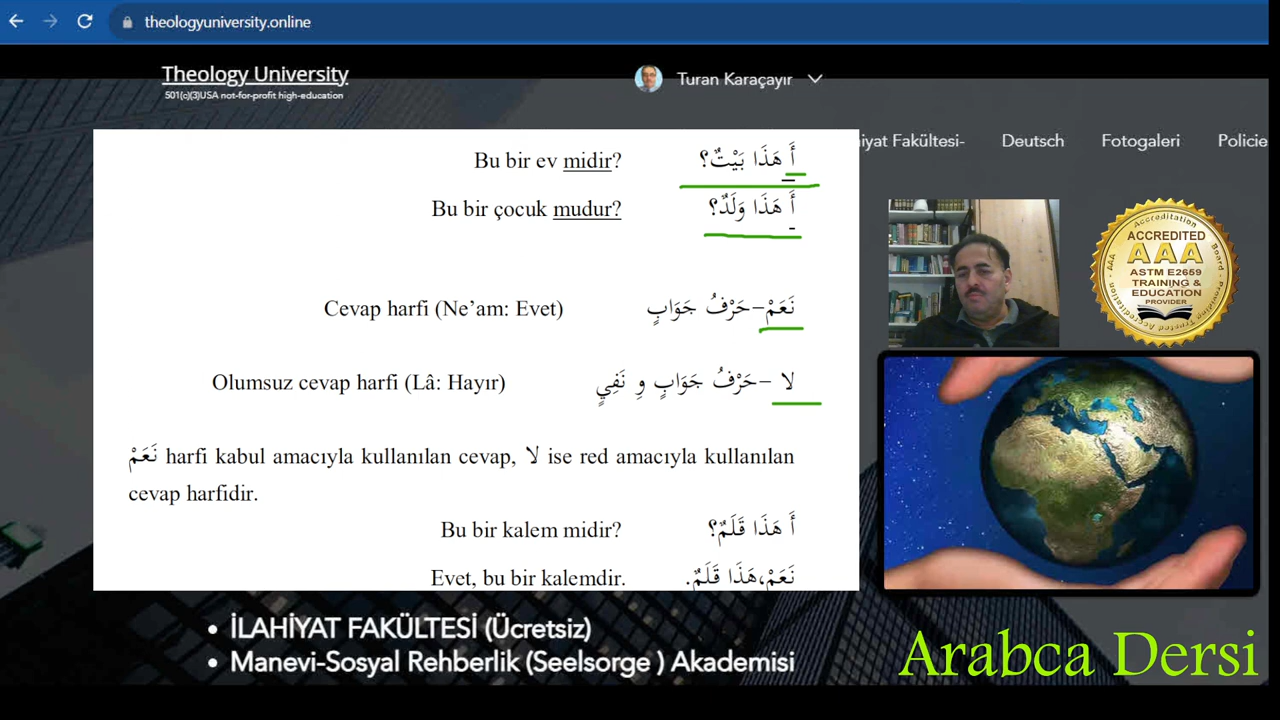 theologyuniversity.online
Theology University
501(c)(3)USA not-for-profit high-education
Turan Karaçayır
iyat Fakültesi-
Deutsch
Fotogaleri
Policie
Bu bir ev midir? أَ هَذَا بَيْتٌ؟
Bu bir çocuk mudur? أَ هَذَا وَلَدٌ؟
Cevap harfi (Ne’am: Evet) نَعَمْ–حَرْفُ جَوَابٍ
Olumsuz cevap harfi (Lâ: Hayır) لا –حَرْفُ جَوَابٍ وِ نَفِيٍ
نَعَمْ harfi kabul amacıyla kullanılan cevap, لا ise red amacıyla kullanılan
cevap harfidir.
Bu bir kalem midir? أَ هَذَا قَلَمٌ؟
Evet, bu bir kalemdir. نَعَمْ،هَذَا قَلَمٌ.
Accreditation Board
ACCREDITED
AAA
ASTM E2659
TRAINING &
EDUCATION
PROVIDER
• İLAHİYAT FAKÜLTESİ (Ücretsiz)
• Manevi-Sosyal Rehberlik (Seelsorge ) Akademisi
Arabca Dersi